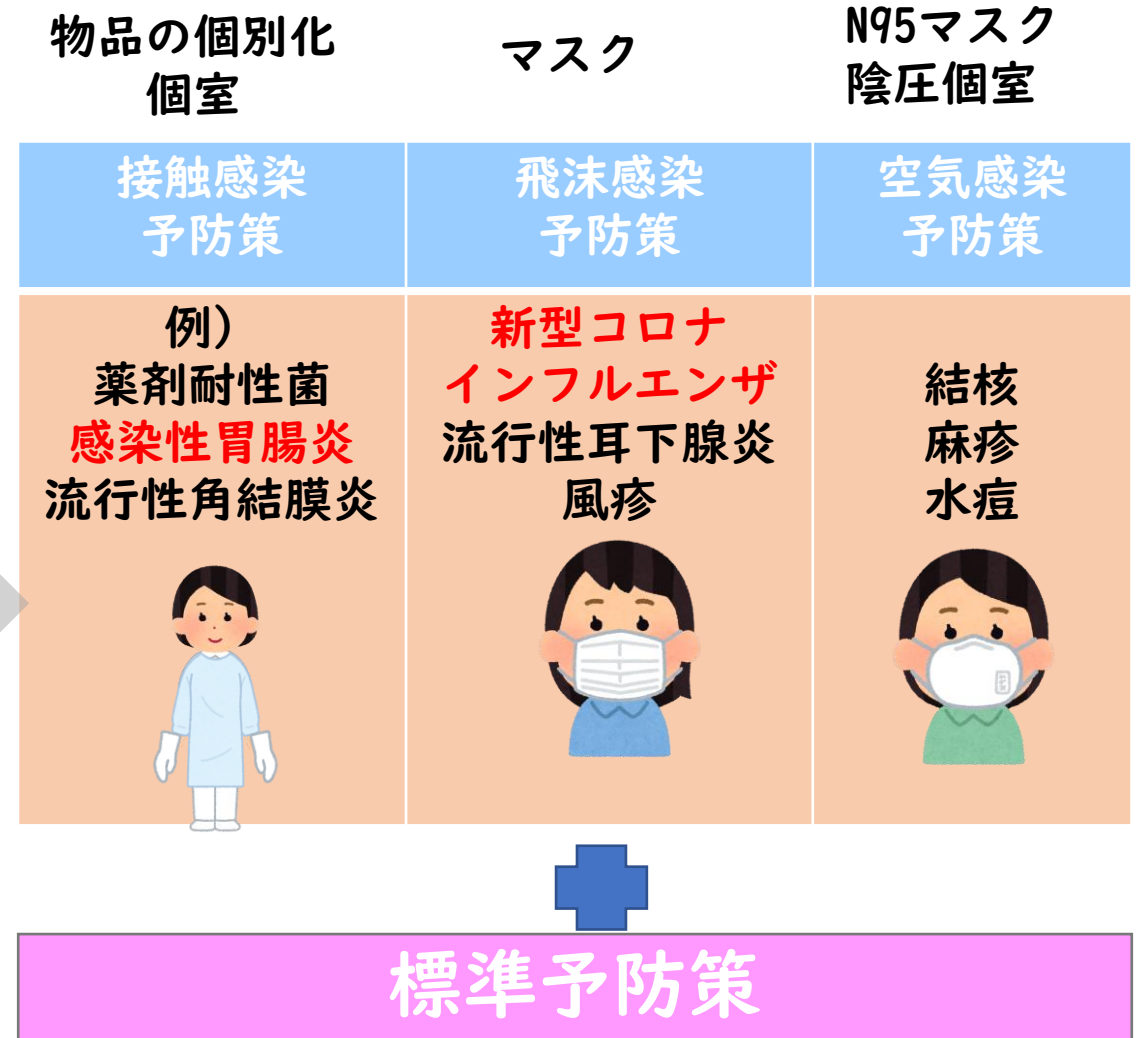 物品の個別化
個室
マスク
N95マスク
陰圧個室
接触感染
予防策
飛沫感染
予防策
空気感染
予防策
例)
薬剤耐性菌
感染性胃腸炎
流行性角結膜炎
新型コロナ
インフルエンザ
流行性耳下腺炎
風疹
結核
麻疹
水痘
標準予防策